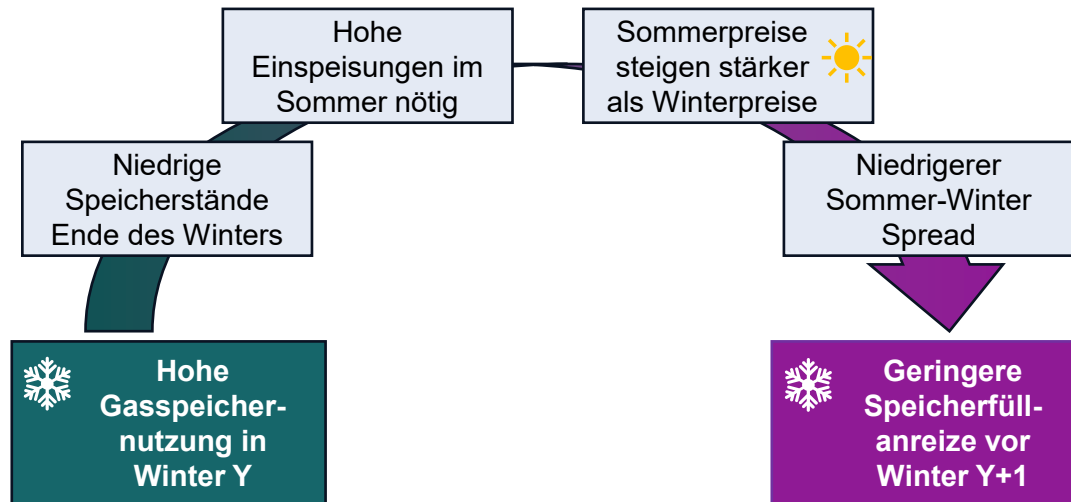 Hohe
Einspeisungen im
Sommer nötig
Sommerpreise
steigen stärker
als Winterpreise
Niedrige
Speicherstände
Ende des Winters
Niedrigerer
Sommer-Winter
Spread
Hohe
Gasspeicher-
nutzung in
Winter Y
Geringere
Speicherfüll-
anreize vor
Winter Y+1